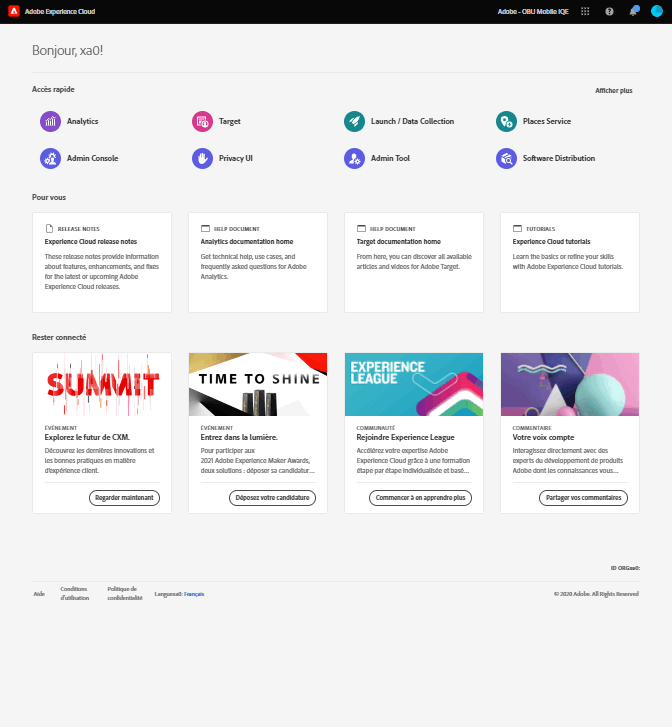 Adobe Experience Cloud
Adobe - OBU Mobile IQE
Bonjour, xa0!
Accès rapide
Afficher plus
Analytics
Target
Launch / Data Collection
Places Service
Admin Console
Privacy UI
Admin Tool
Software Distribution
Pour vous
RELEASE NOTES
Experience Cloud release notes
These release notes provide information
about features, enhancements, and fixes
for the latest or upcoming Adobe
Experience Cloud releases.
HELP DOCUMENT
Analytics documentation home
Get technical help, use cases, and
frequently asked questions for Adobe
Analytics.
HELP DOCUMENT
Target documentation home
From here, you can discover all available
articles and videos for Adobe Target.
TUTORIALS
Experience Cloud tutorials
Learn the basics or refine your skills
with Adobe Experience Cloud tutorials.
Rester connecté
SUMMIT
ÉVÉNEMENT
Explorez le futur de CXM.
Découvrez les dernières innovations et
les bonnes pratiques en matière
d'expérience client.
Regarder maintenant
TIME TO SHINE
ÉVÉNEMENT
Entrez dans la lumière.
Pour participer aux
2021 Adobe Experience Maker Awards,
deux solutions : déposer sa candidatur...
Déposez votre candidature
EXPERIENCE
LEAGUE
COMMUNAUTÉ
Rejoindre Experience League
Accélérez votre expertise Adobe
Experience Cloud grâce à une formation
étape par étape individualisée et basé...
Commencer à en apprendre plus
COMMENTAIRE
Votre voix compte
Interagissez directement avec des
experts du développement de produits
Adobe dont les connaissances vous...
Partager vos commentaires
ID ORGxa0:
Aide
Conditions
d'utilisation
Politique de
confidentialité
Languexa0: Français
© 2020 Adobe. All Rights Reserved